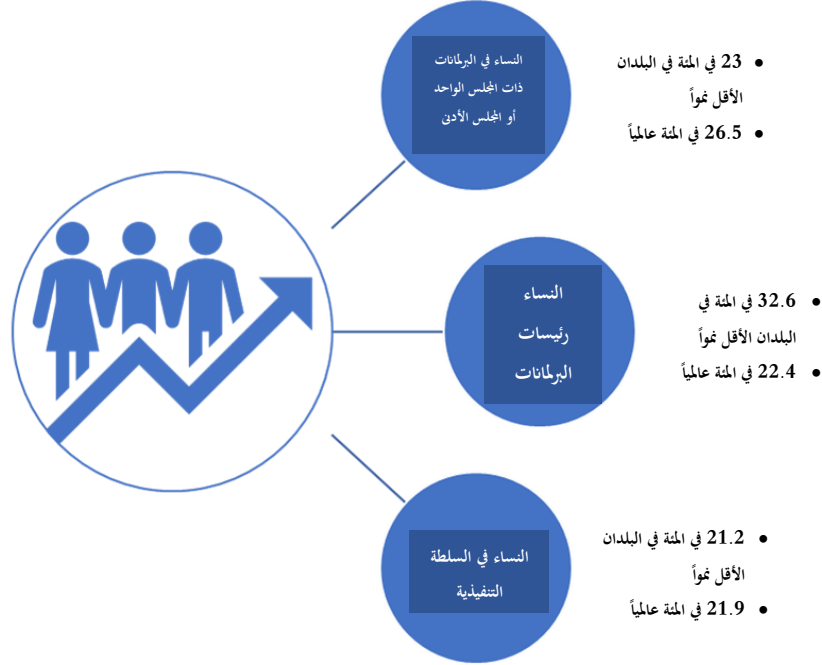 النساء في البرلمانات
ذات المجلس الواحد
أو المجلس الأدنى
● 23 في المئة في البلدان
الأقل نمواً
● 26.5 في المئة عالمياً
النساء
رئيسات
البرلمانات
● 32.6 في المئة في
البلدان الأقل نمواً
● 22.4 في المئة عالمياً
النساء في السلطة
التنفيذية
● 21.2 في المئة في البلدان
الأقل نمواً
● 21.9 في المئة عالمياً